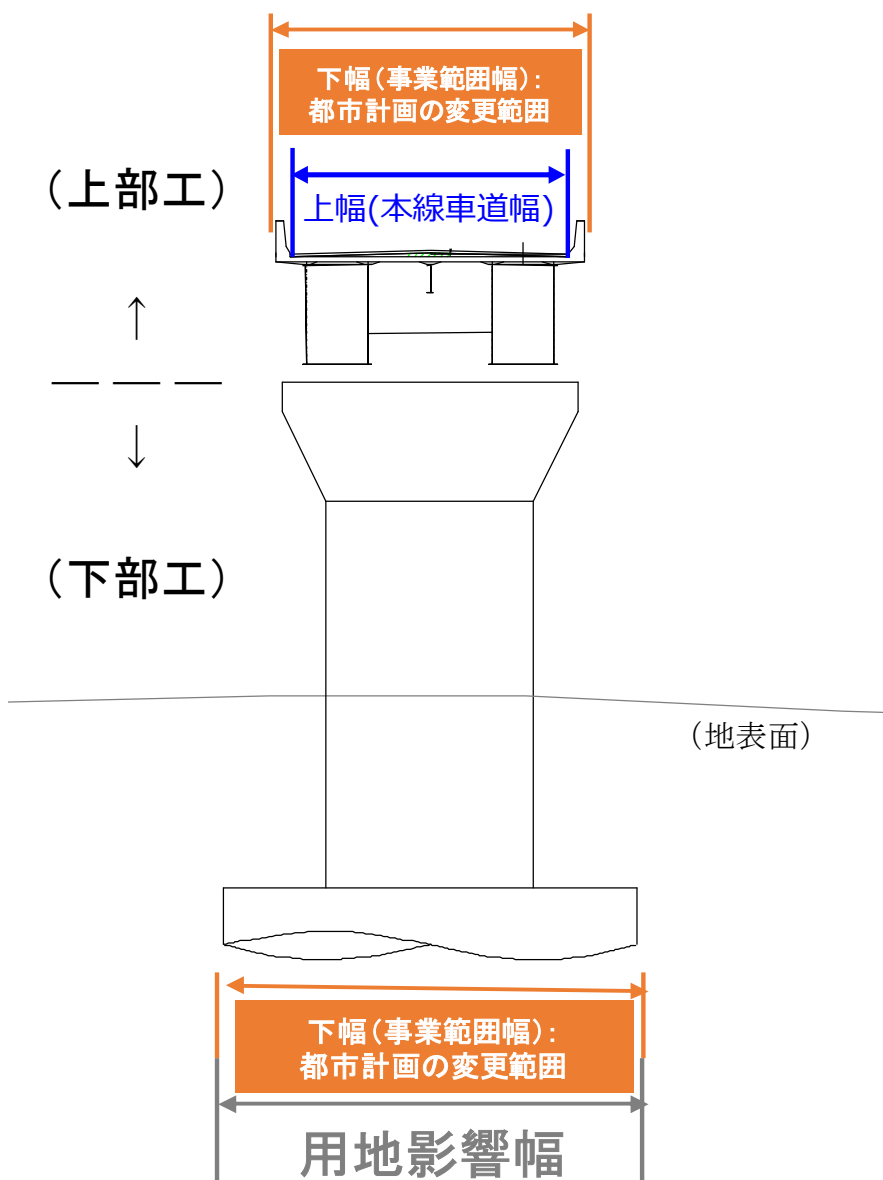 下幅(事業範囲幅):
都市計画の変更範囲
(上部工)
上幅(本線車道幅)
↑
↓
(下部工)
(地表面)
下幅(事業範囲幅):
都市計画の変更範囲
用地影響幅